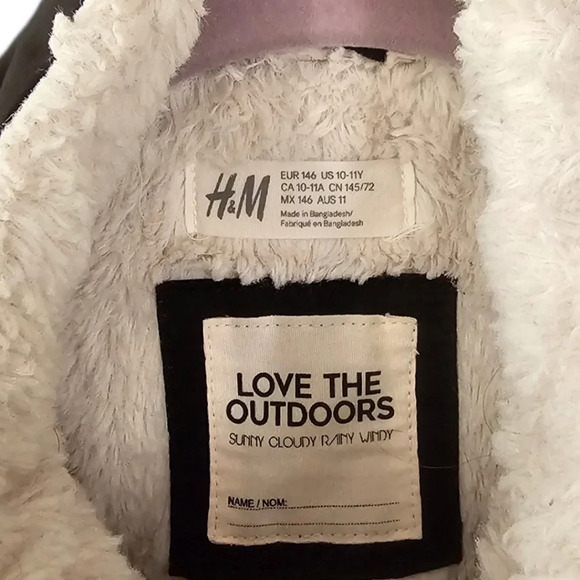 H&M
EUR 146 US 10-11Y
CA 10-11A CN 145/72
MX 146 AUS 11
Made in Bangladesh/
Fabriqué en Bangladesh
LOVE THE
OUTDOORS
SUNNY CLOUDY RAINY WINDY
NAME / NOM: